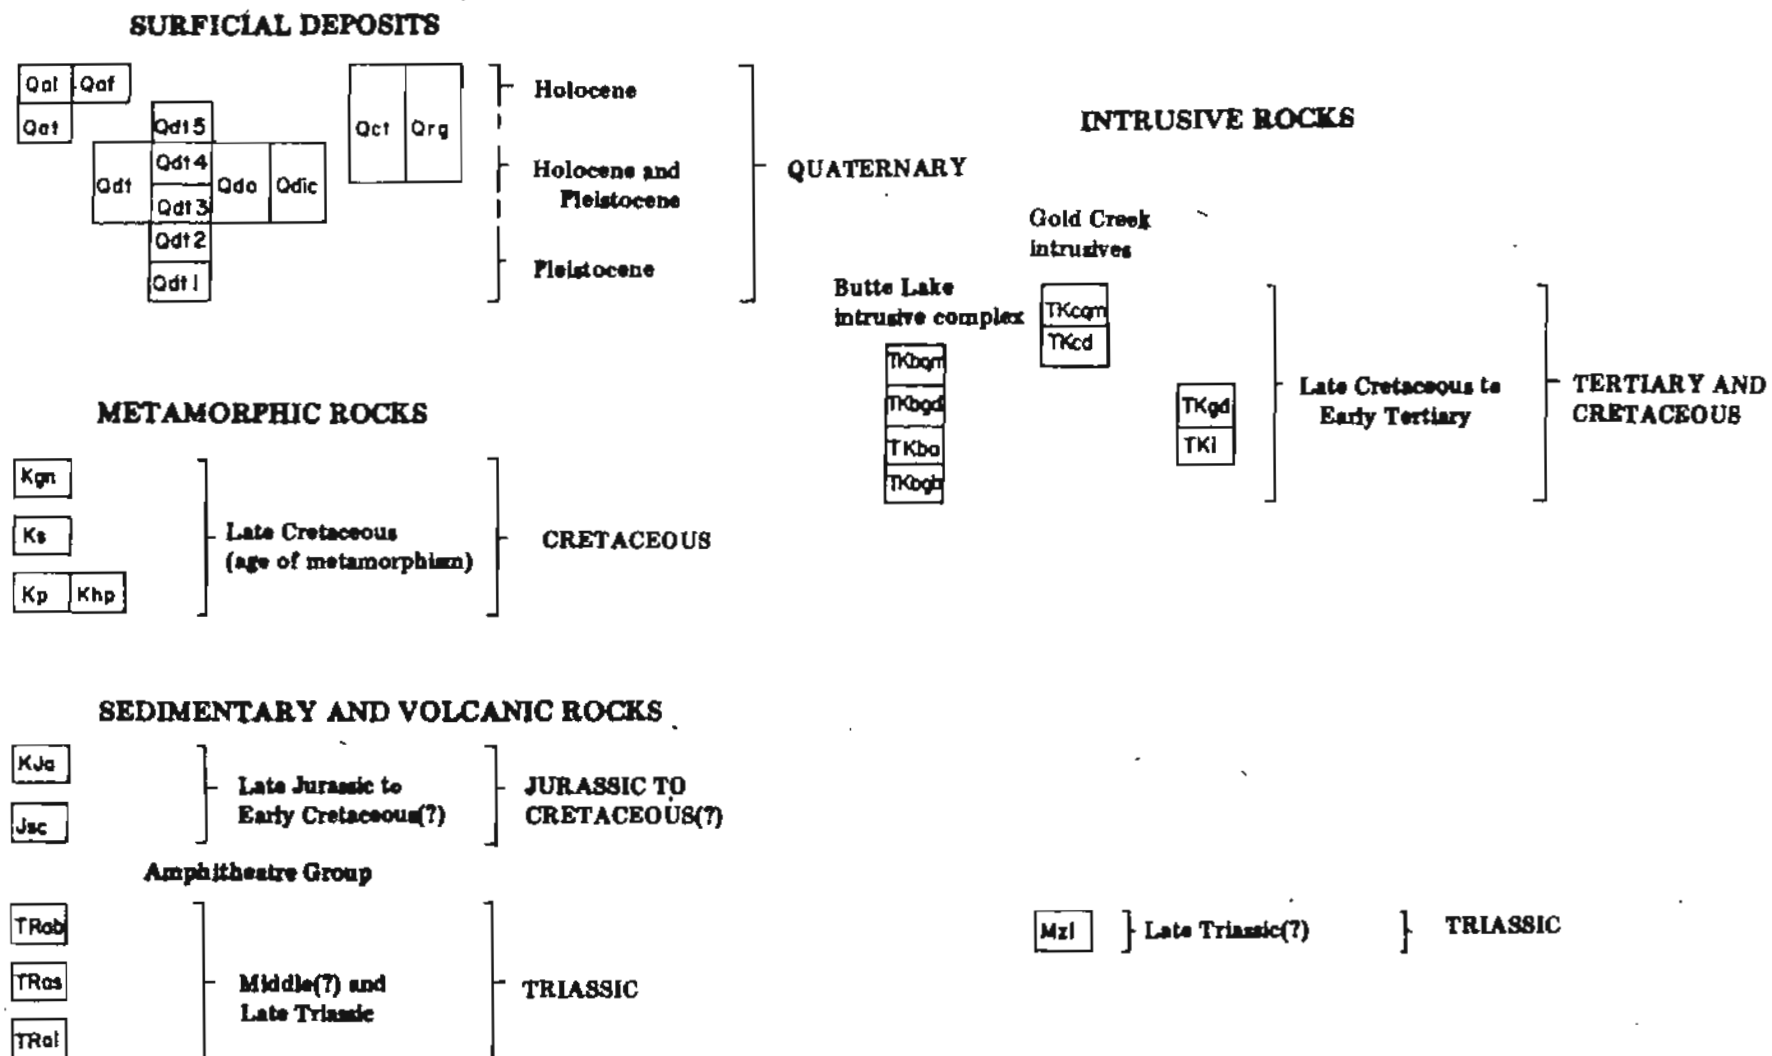 SURFICIAL DEPOSITS
Qal Qaf
Qat
Qdt5
Qdt Qdt4 Qdo Qdic
Qdt3
Qdt2
Qdt1
Qct Qrg
Holocene
Holocene and
Pleistocene
Pleistocene
QUATERNARY
INTRUSIVE ROCKS
Gold Creek
intrusives
TKcqm
TKcd
Butte Lake
intrusive complex
TKbqm
TKbgd
TKba
TKbgb
TKgd
TKi
Late Cretaceous to
Early Tertiary
TERTIARY AND
CRETACEOUS
METAMORPHIC ROCKS
Kgn
Ks
Kp Khp
Late Cretaceous
(age of metamorphism)
CRETACEOUS
SEDIMENTARY AND VOLCANIC ROCKS
KJa
Jsc
Late Jurassic to
Early Cretaceous(?)
JURASSIC TO
CRETACEOUS(?)
Amphitheatre Group
TRab
TRas
TRal
Middle(?) and
Late Triassic
TRIASSIC
MzI
Late Triassic(?)
TRIASSIC